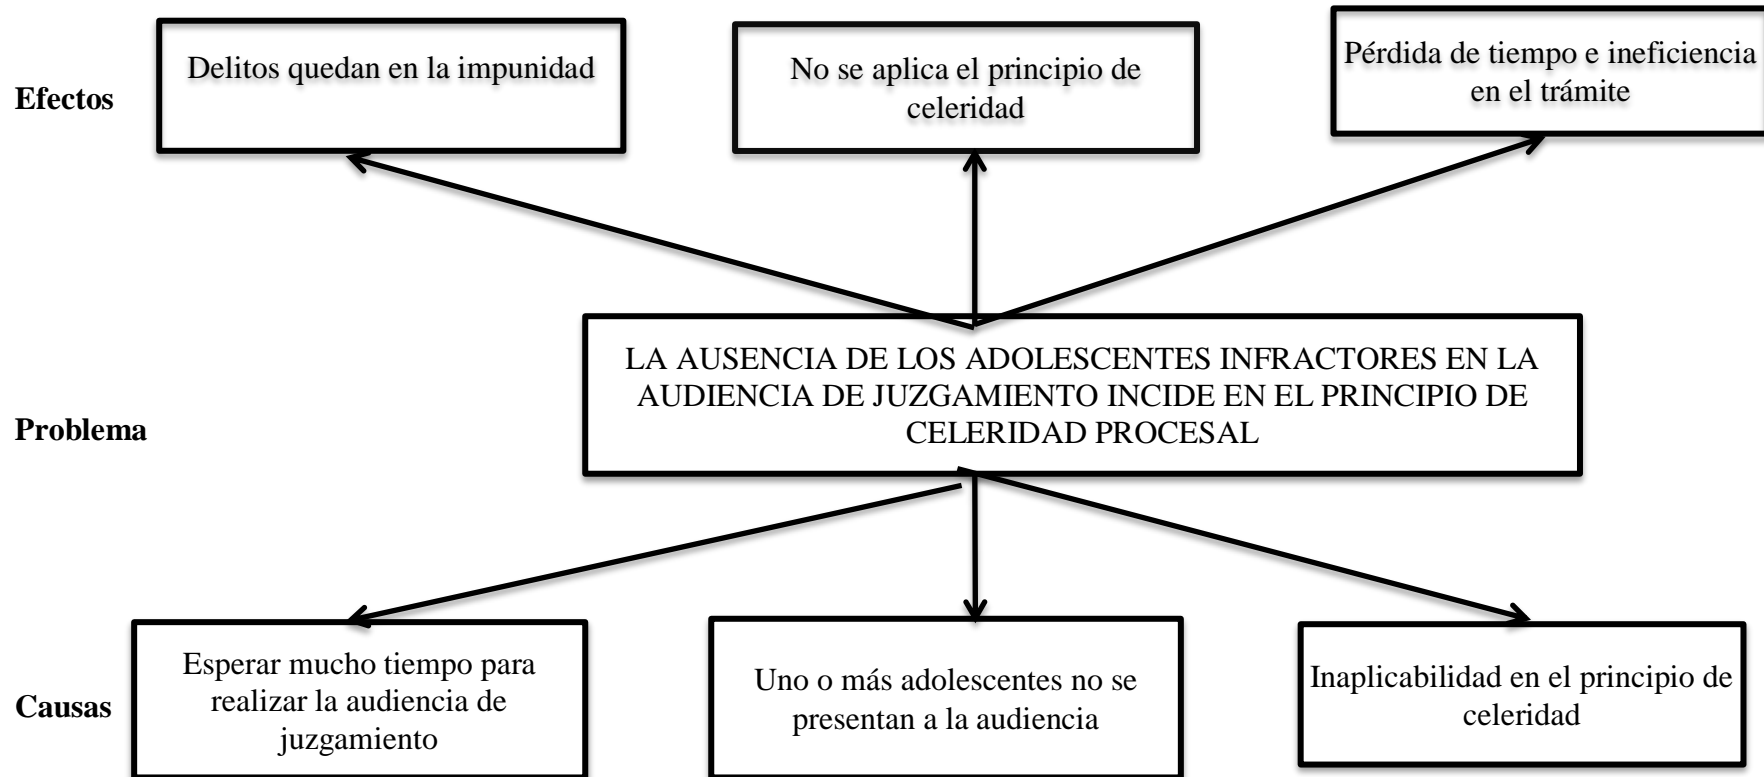 Efectos
Delitos quedan en la impunidad
No se aplica el principio de
celeridad
Pérdida de tiempo e ineficiencia
en el trámite
Problema
LA AUSENCIA DE LOS ADOLESCENTES INFRACTORES EN LA
AUDIENCIA DE JUZGAMIENTO INCIDE EN EL PRINCIPIO DE
CELERIDAD PROCESAL
Causas
Esperar mucho tiempo para
realizar la audiencia de
juzgamiento
Uno o más adolescentes no se
presentan a la audiencia
Inaplicabilidad en el principio de
celeridad